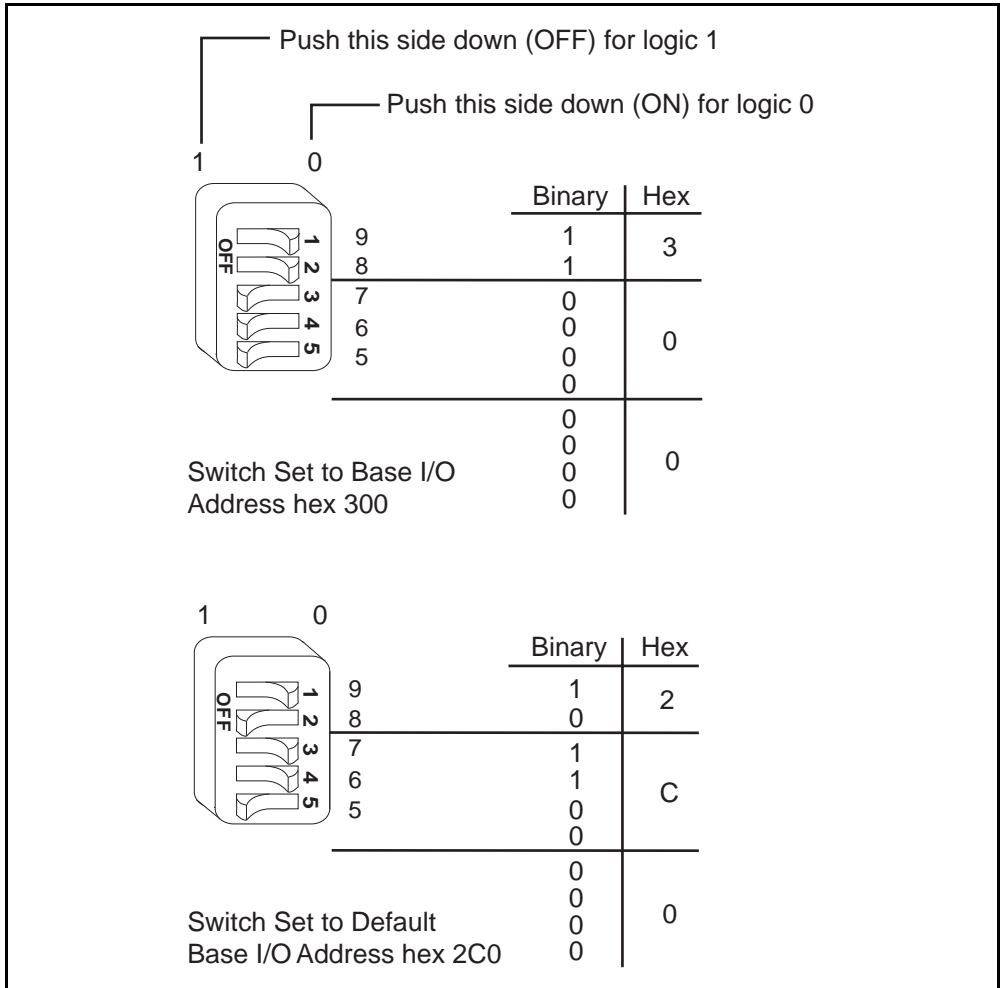 Push this side down (OFF) for logic 1
Push this side down (ON) for logic 0
1 0
Binary Hex
OFF
1 9 1 3
2 8 1
3 7 0
4 6 0 0
5 5 0
0
0
0
0 0
0
Switch Set to Base I/O
Address hex 300
1 0
Binary Hex
OFF
1 9 1 2
2 8 0
3 7 1
4 6 1 C
5 5 0
0
0
0
0 0
0
Switch Set to Default
Base I/O Address hex 2C0